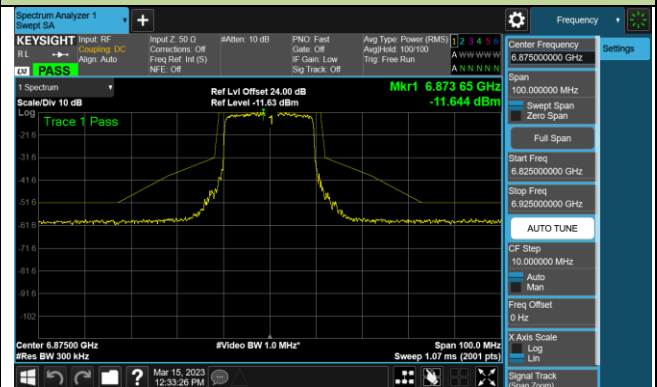 Spectrum Analyzer 1
Swept SA
+
Frequency
KEYSIGHT
RL
PASS
Input: RF
Coupling: DC
Align: Auto
Input Z: 50 Ω
Corrections: Off
Freq Ref: Int (S)
NFE: Off
#Atten: 10 dB
PNO: Fast
Gate: Off
IF Gain: Low
Sig Track: Off
Avg Type: Power (RMS)
Avg|Hold: 100/100
Trig: Free Run
1 2 3 4 5 6
A W W W W W
A N N N N N
1 Spectrum
Scale/Div 10 dB
Ref Lvl Offset 24.00 dB
Ref Level -11.63 dBm
Mkr1 6.873 65 GHz
-11.644 dBm
Log
Trace 1 Pass
1
-21.6
-31.6
-41.6
-51.6
-61.6
-71.6
-81.6
-91.6
-102
Center 6.87500 GHz
#Res BW 300 kHz
#Video BW 1.0 MHz*
Span 100.0 MHz
Sweep 1.07 ms (2001 pts)
Center Frequency
6.875000000 GHz
Settings
Span
100.000000 MHz
Swept Span
Zero Span
Full Span
Start Freq
6.825000000 GHz
Stop Freq
6.925000000 GHz
AUTO TUNE
CF Step
10.000000 MHz
Auto
Man
Freq Offset
0 Hz
X Axis Scale
Log
Lin
Signal Track
(Span Zoom)
?
Mar 15, 2023
12:33:26 PM